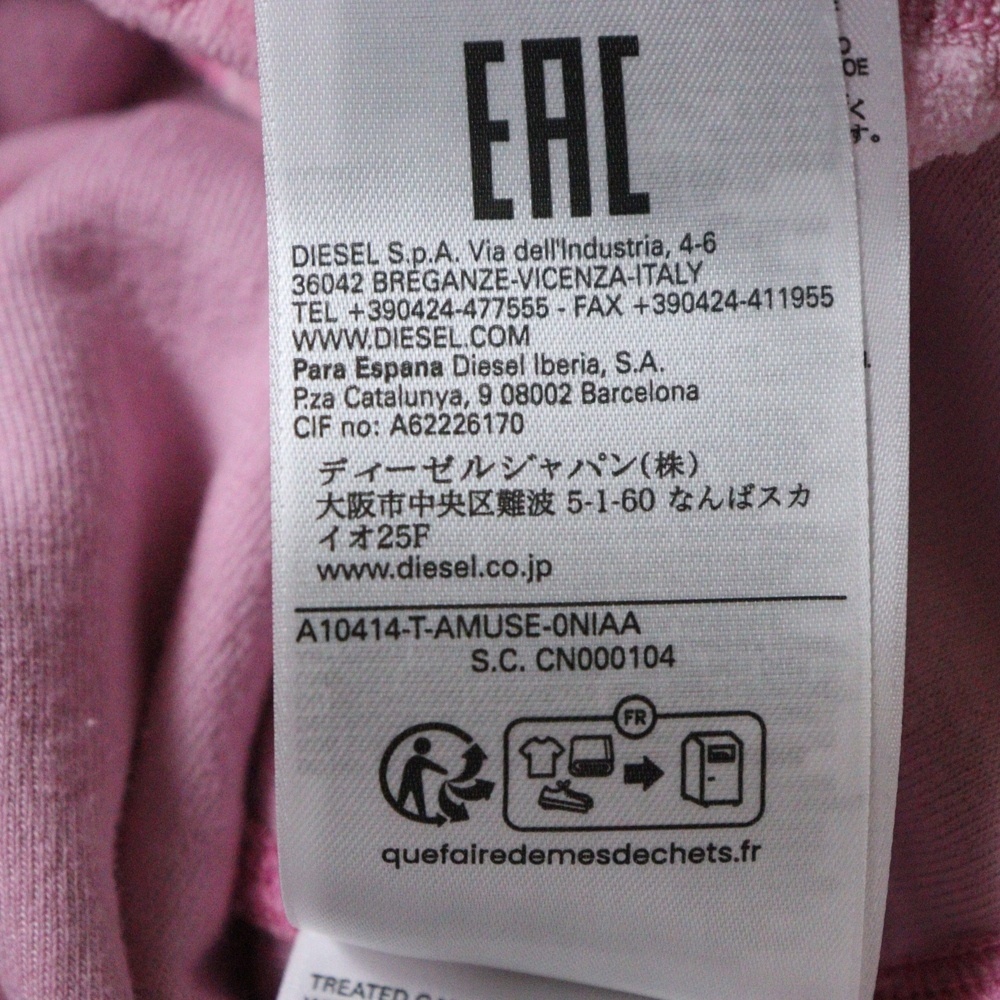 EAC
DIESEL S.p.A. Via dell'Industria, 4-6
36042 BREGANZE-VICENZA-ITALY
TEL +390424-477555 - FAX +390424-411955
WWW.DIESEL.COM
Para Espana Diesel Iberia, S.A.
P.za Catalunya, 9 08002 Barcelona
CIF no: A62226170
ディーゼルジャパン(株)
大阪市中央区難波 5-1-60 なんばスカ
イオ25F
www.diesel.co.jp
A10414-T-AMUSE-0NIAA
S.C. CN000104
FR
quefairedemesdechets.fr
TREATED